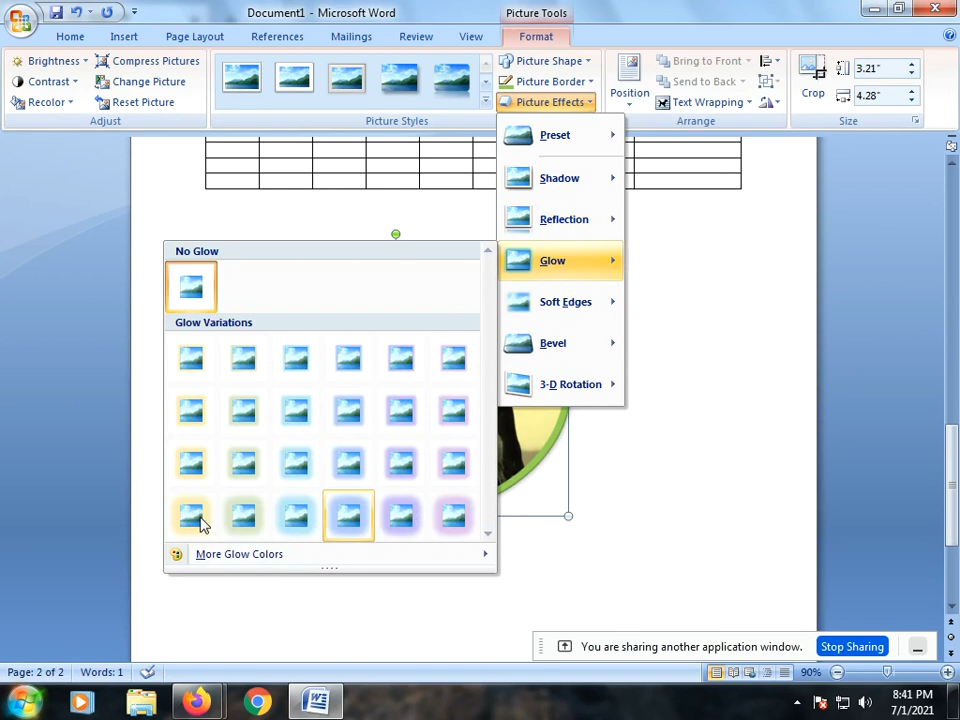 Document1 - Microsoft Word
Picture Tools
Home
Insert
Page Layout
References
Mailings
Review
View
Format
Brightness
Compress Pictures
Contrast
Change Picture
Recolor
Reset Picture
Adjust
Picture Styles
Picture Shape
Picture Border
Picture Effects
Position
Bring to Front
Send to Back
Text Wrapping
Arrange
Crop
3.21"
4.28"
Size
Preset
Shadow
Reflection
Glow
Soft Edges
Bevel
3-D Rotation
No Glow
Glow Variations
More Glow Colors
You are sharing another application window.
Stop Sharing
Page: 2 of 2
Words: 1
90%
8:41 PM
7/1/2021